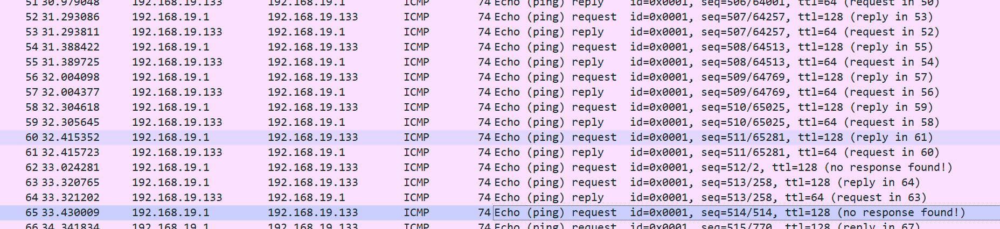 51 30.979048 192.168.19.133 192.168.19.1 ICMP 74 Echo (ping) reply id=0x0001, seq=506/64001, ttl=64 (request in 50)
52 31.293086 192.168.19.1 192.168.19.133 ICMP 74 Echo (ping) request id=0x0001, seq=507/64257, ttl=128 (reply in 53)
53 31.293811 192.168.19.133 192.168.19.1 ICMP 74 Echo (ping) reply id=0x0001, seq=507/64257, ttl=64 (request in 52)
54 31.388422 192.168.19.1 192.168.19.133 ICMP 74 Echo (ping) request id=0x0001, seq=508/64513, ttl=128 (reply in 55)
55 31.389725 192.168.19.133 192.168.19.1 ICMP 74 Echo (ping) reply id=0x0001, seq=508/64513, ttl=64 (request in 54)
56 32.004098 192.168.19.1 192.168.19.133 ICMP 74 Echo (ping) request id=0x0001, seq=509/64769, ttl=128 (reply in 57)
57 32.004377 192.168.19.133 192.168.19.1 ICMP 74 Echo (ping) reply id=0x0001, seq=509/64769, ttl=64 (request in 56)
58 32.304618 192.168.19.1 192.168.19.133 ICMP 74 Echo (ping) request id=0x0001, seq=510/65025, ttl=128 (reply in 59)
59 32.305645 192.168.19.133 192.168.19.1 ICMP 74 Echo (ping) reply id=0x0001, seq=510/65025, ttl=64 (request in 58)
60 32.415352 192.168.19.1 192.168.19.133 ICMP 74 Echo (ping) request id=0x0001, seq=511/65281, ttl=128 (reply in 61)
61 32.415723 192.168.19.133 192.168.19.1 ICMP 74 Echo (ping) reply id=0x0001, seq=511/65281, ttl=64 (request in 60)
62 33.024281 192.168.19.1 192.168.19.133 ICMP 74 Echo (ping) request id=0x0001, seq=512/2, ttl=128 (no response found!)
63 33.320765 192.168.19.1 192.168.19.133 ICMP 74 Echo (ping) request id=0x0001, seq=513/258, ttl=128 (reply in 64)
64 33.321202 192.168.19.133 192.168.19.1 ICMP 74 Echo (ping) reply id=0x0001, seq=513/258, ttl=64 (request in 63)
65 33.430009 192.168.19.1 192.168.19.133 ICMP 74 Echo (ping) request id=0x0001, seq=514/514, ttl=128 (no response found!)
66 34.341834 192.168.19.1 192.168.19.133 ICMP 74 Echo (ping) request id=0x0001, seq=515/770, ttl=128 (reply in 67)